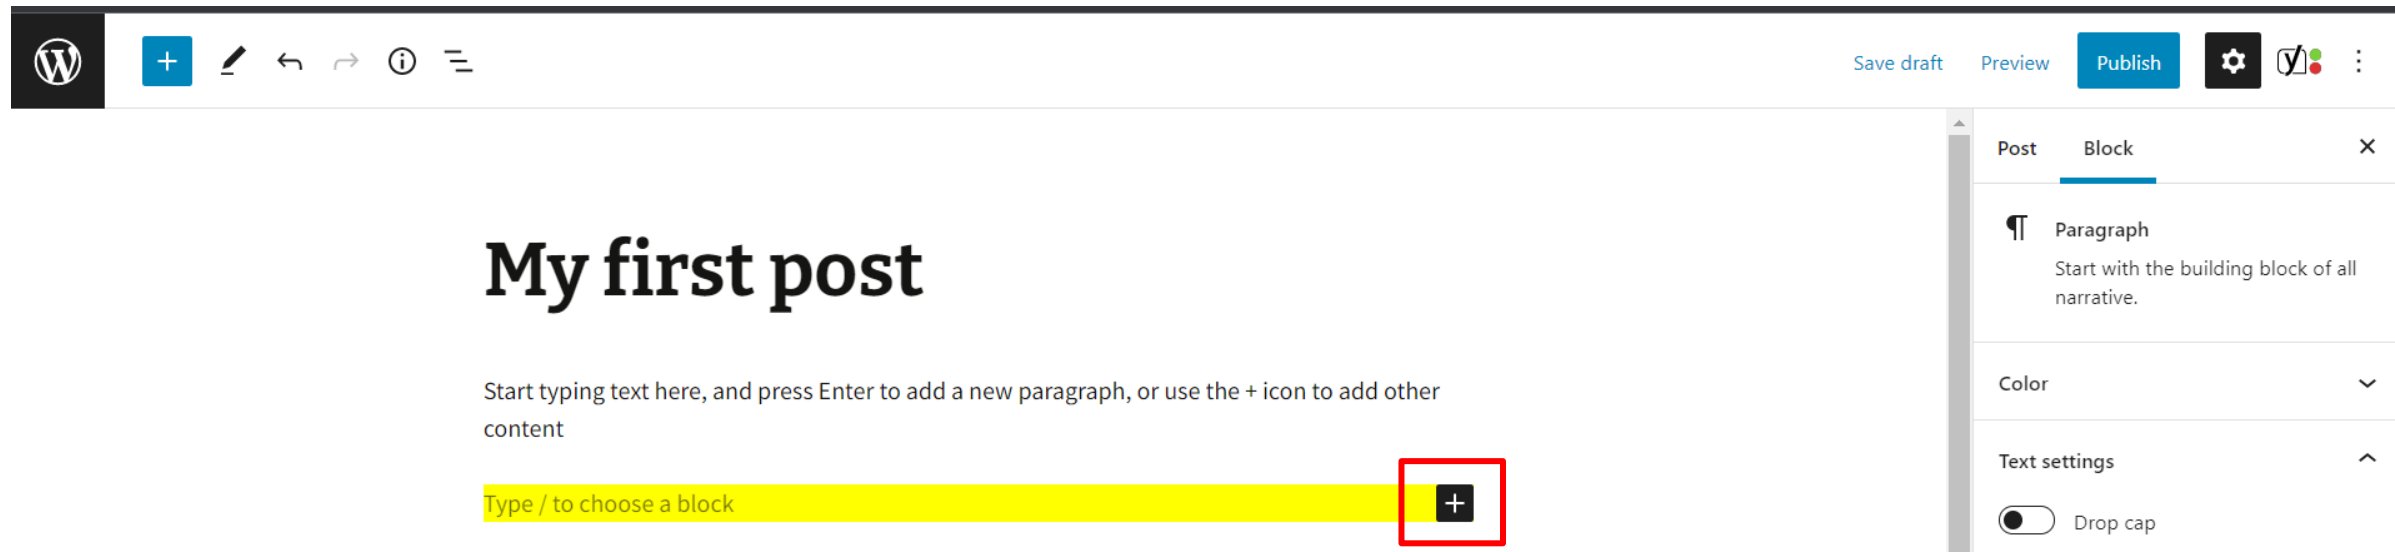 Save draft Preview Publish
Post Block
My first post
Paragraph
Start with the building block of all
narrative.
Start typing text here, and press Enter to add a new paragraph, or use the + icon to add other
content
Color
Text settings
Type / to choose a block
Drop cap